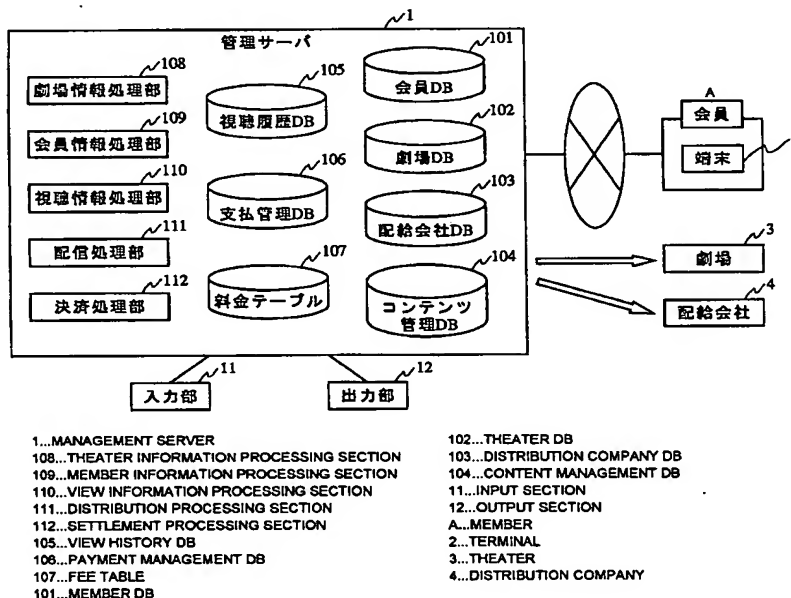 1
管理サーバ
108
劇場情報処理部
109
会員情報処理部
110
視聴情報処理部
111
配信処理部
112
決済処理部
105
視聴履歴DB
106
支払管理DB
107
料金テーブル
101
会員DB
102
劇場DB
103
配給会社DB
104
コンテンツ
管理DB
A
会員
端末
3
劇場
4
配給会社
11
入力部
12
出力部
1...MANAGEMENT SERVER
108...THEATER INFORMATION PROCESSING SECTION
109...MEMBER INFORMATION PROCESSING SECTION
110...VIEW INFORMATION PROCESSING SECTION
111...DISTRIBUTION PROCESSING SECTION
112...SETTLEMENT PROCESSING SECTION
105...VIEW HISTORY DB
106...PAYMENT MANAGEMENT DB
107...FEE TABLE
101...MEMBER DB
102...THEATER DB
103...DISTRIBUTION COMPANY DB
104...CONTENT MANAGEMENT DB
11...INPUT SECTION
12...OUTPUT SECTION
A...MEMBER
2...TERMINAL
3...THEATER
4...DISTRIBUTION COMPANY